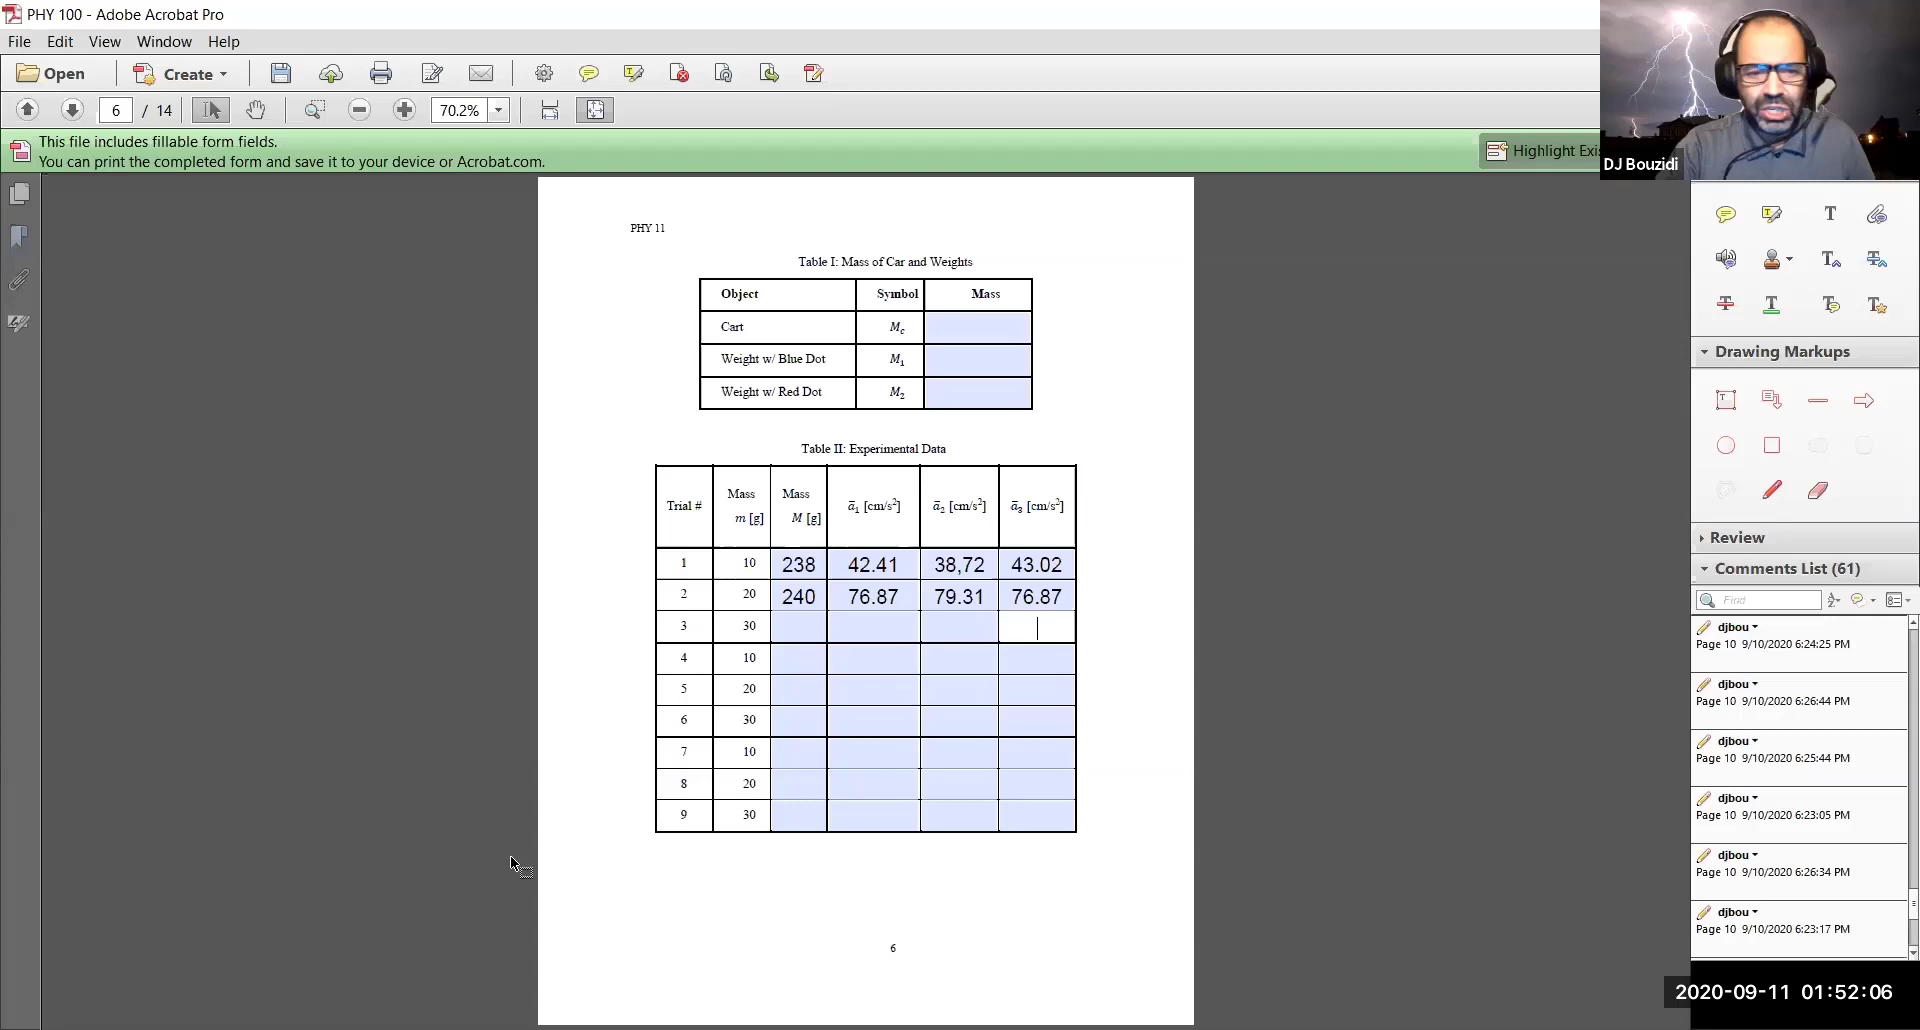 PHY 100 - Adobe Acrobat Pro
File Edit View Window Help
Open Create
6 / 14 70.2%
This file includes fillable form fields.
You can print the completed form and save it to your device or Acrobat.com.
Highlight Exi
DJ Bouzidi
PHY 11
Table I: Mass of Car and Weights
Object Symbol Mass
Cart Mc
Weight w/ Blue Dot M1
Weight w/ Red Dot M2
Table II: Experimental Data
Trial # Mass m [g] Mass M [g] ā1 [cm/s²] ā2 [cm/s²] ā3 [cm/s²]
1 10 238 42.41 38,72 43.02
2 20 240 76.87 79.31 76.87
3 30
4 10
5 20
6 30
7 10
8 20
9 30
6
Drawing Markups
Review
Comments List (61)
Find
djbou
Page 10 9/10/2020 6:24:25 PM
djbou
Page 10 9/10/2020 6:26:44 PM
djbou
Page 10 9/10/2020 6:25:44 PM
djbou
Page 10 9/10/2020 6:23:05 PM
djbou
Page 10 9/10/2020 6:26:34 PM
djbou
Page 10 9/10/2020 6:23:17 PM
2020-09-11 01:52:06